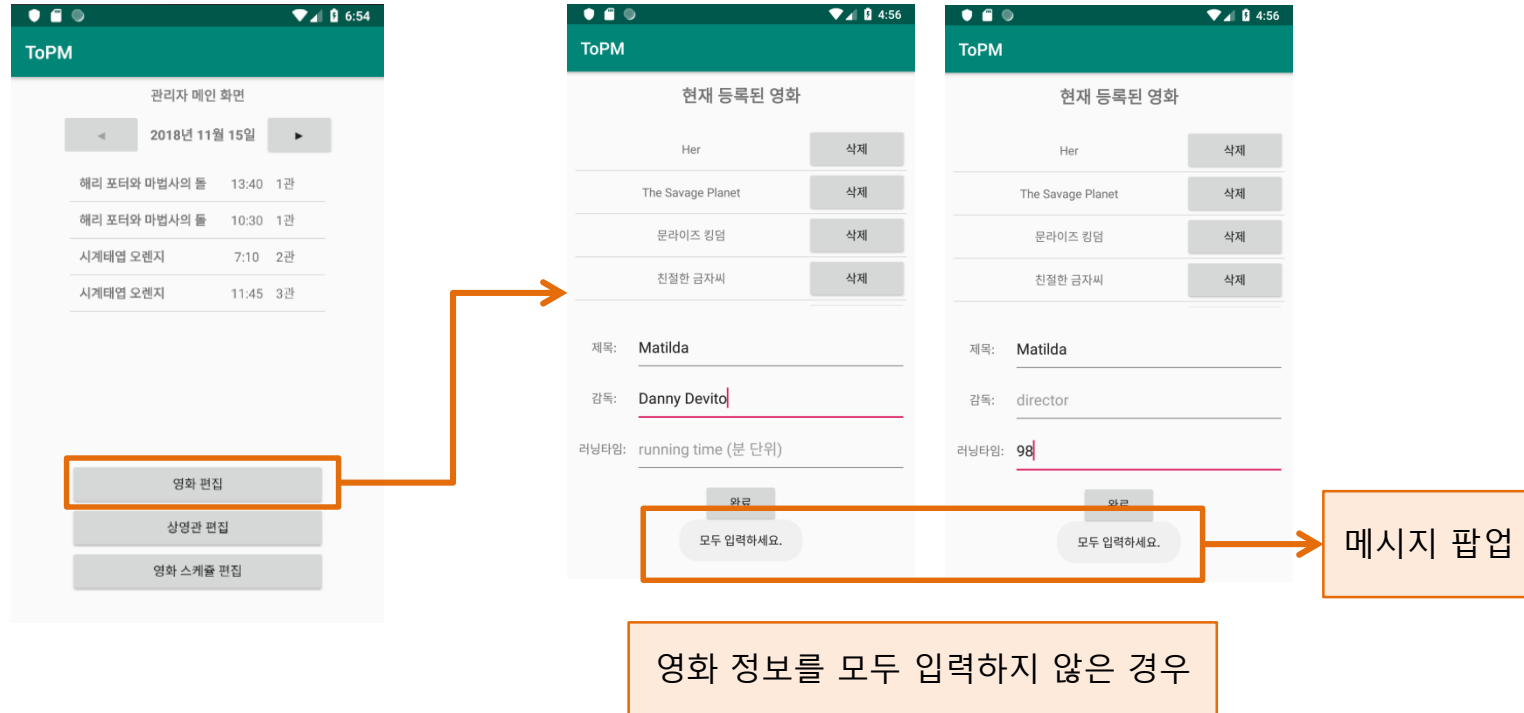 6:54
ToPM
관리자 메인 화면
◄ 2018년 11월 15일 ►
해리 포터와 마법사의 돌 13:40 1관
해리 포터와 마법사의 돌 10:30 1관
시계태엽 오렌지 7:10 2관
시계태엽 오렌지 11:45 3관
영화 편집
상영관 편집
영화 스케쥴 편집
4:56
ToPM
현재 등록된 영화
Her 삭제
The Savage Planet 삭제
문라이즈 킹덤 삭제
친절한 금자씨 삭제
제목: Matilda
감독: Danny Devito
러닝타임: running time (분 단위)
완료
모두 입력하세요.
4:56
ToPM
현재 등록된 영화
Her 삭제
The Savage Planet 삭제
문라이즈 킹덤 삭제
친절한 금자씨 삭제
제목: Matilda
감독: director
러닝타임: 98
완료
모두 입력하세요.
메시지 팝업
영화 정보를 모두 입력하지 않은 경우